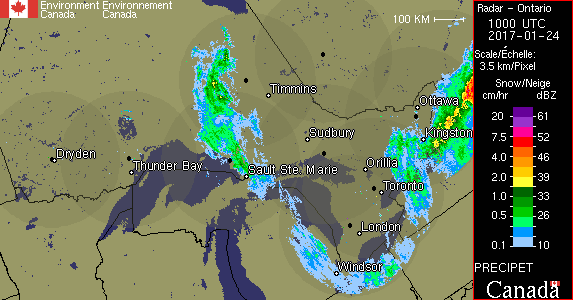 Environment Environnement
Canada Canada
100 KM
Timmins
Ottawa
Sudbury
Kingston
Dryden
Thunder Bay
Sault Ste. Marie
Orillia
Toronto
London
Windsor
Radar - Ontario
1000 UTC
2017-01-24
Scale/Échelle:
3.5 km/Pixel
Snow/Neige
cm/hr dBZ
20 61
10 57
7.5 52
4.0 46
2.0 39
1.0 33
0.5 26
0.1 10
PRECIPET
Canada